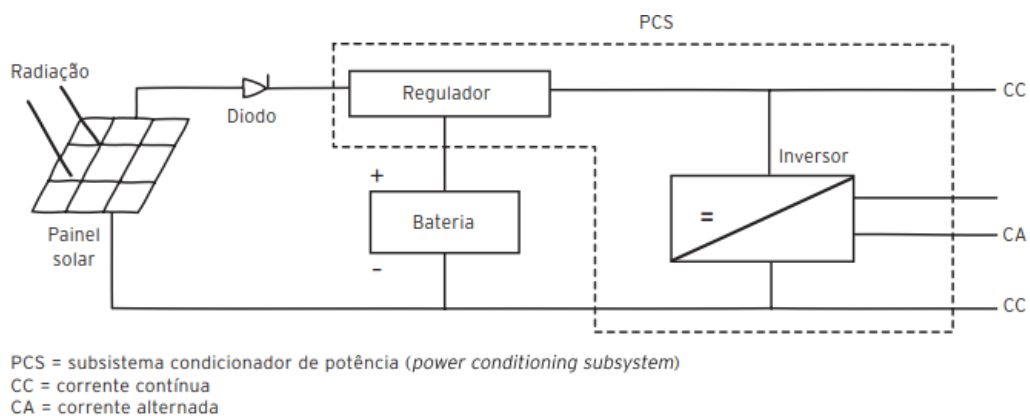 PCS
Radiação
Diodo
Regulador
CC
Inversor
+
Bateria
-
=
Painel
solar
CA
CC
PCS = subsistema condicionador de potência (power conditioning subsystem)
CC = corrente contínua
CA = corrente alternada